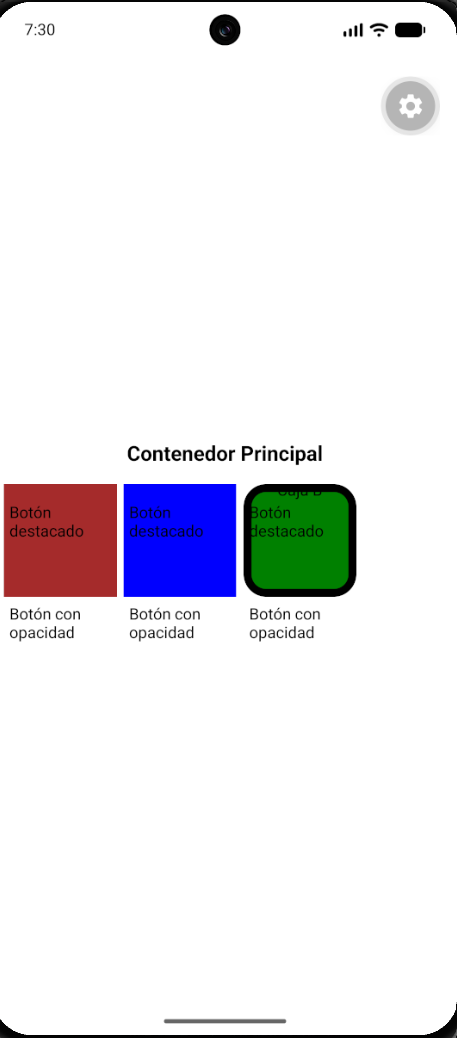 7:30
Contenedor Principal
Botón
destacado
Botón
destacado
Caja B
Botón
destacado
Botón con
opacidad
Botón con
opacidad
Botón con
opacidad